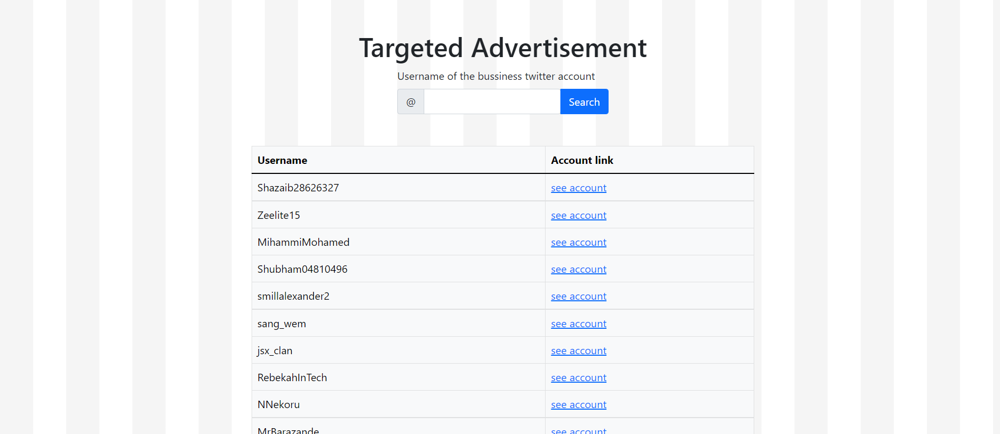 Targeted Advertisement
Username of the bussiness twitter account
@ Search
Username Account link
Shazaib28626327 see account
Zeelite15 see account
MihammiMohamed see account
Shubham04810496 see account
smillalexander2 see account
sang_wem see account
jsx_clan see account
RebekahInTech see account
NNekoru see account
MrBarazande see account